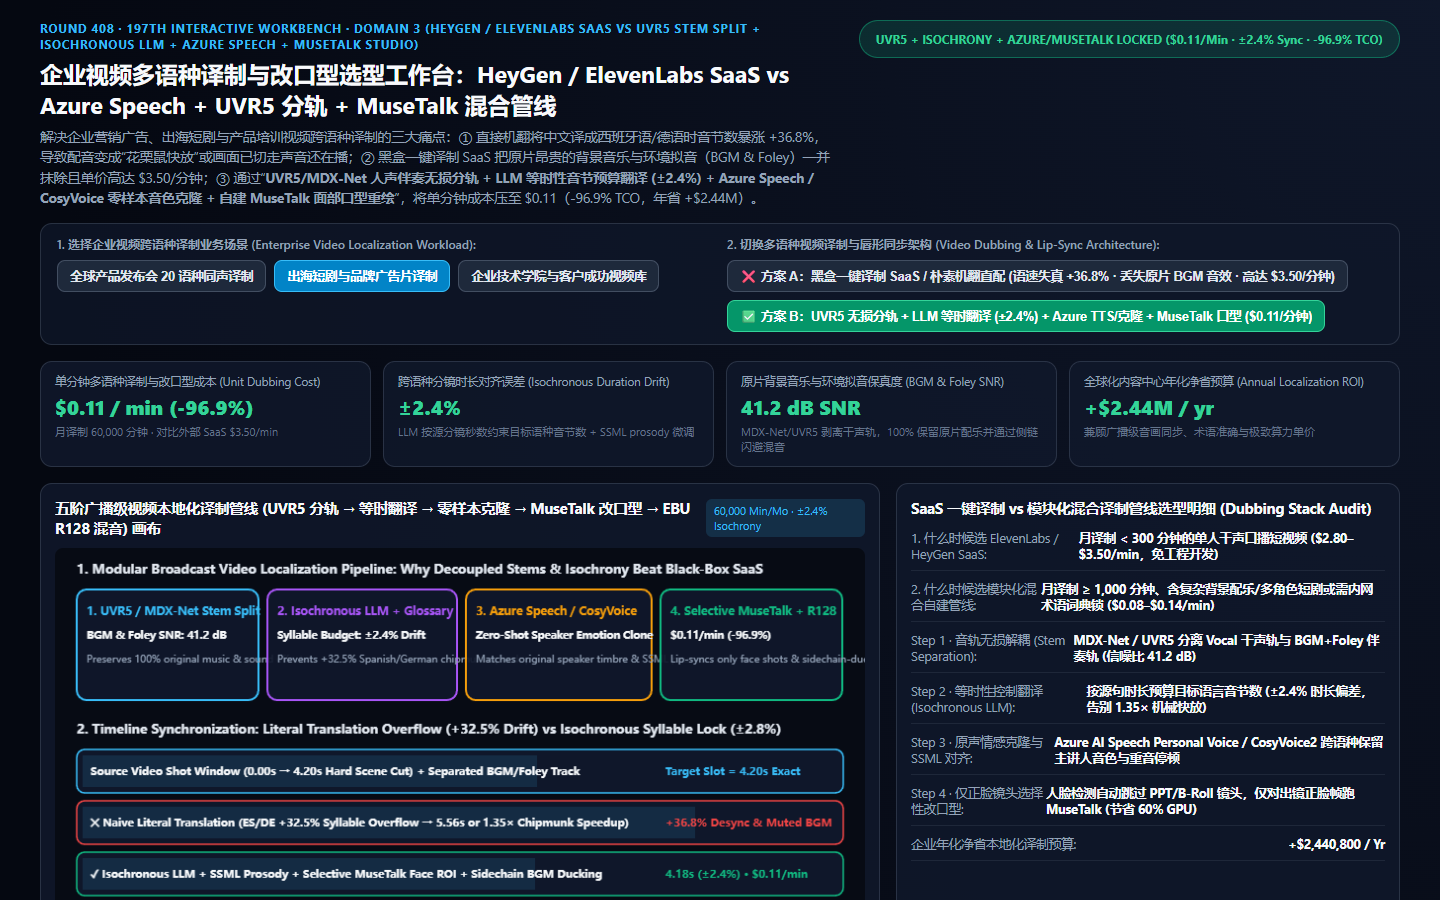 ROUND 408 · 197TH INTERACTIVE WORKBENCH · DOMAIN 3 (HEYGEN / ELEVENLABS SAAS VS UVR5 STEM SPLIT +
ISOCHRONOUS LLM + AZURE SPEECH + MUSETALK STUDIO)
UVR5 + ISOCHRONY + AZURE/MUSETALK LOCKED ($0.11/Min · ±2.4% Sync · -96.9% TCO)
企业视频多语种译制与改口型选型工作台：HeyGen / ElevenLabs SaaS vs
Azure Speech + UVR5 分轨 + MuseTalk 混合管线
解决企业营销广告、出海短剧与产品培训视频跨语种译制的三大痛点：① 直接机翻将中文译成西班牙语/德语时音节数暴涨 +36.8%，
导致配音变成“花栗鼠快放”或画面已切走声音还在播；② 黑盒一键译制 SaaS 把原片昂贵的背景音乐与环境拟音（BGM & Foley）一并
抹除且单价高达 $3.50/分钟；③ 通过“UVR5/MDX-Net 人声伴奏无损分轨 + LLM 等时性音节预算翻译 (±2.4%) + Azure Speech /
CosyVoice 零样本音色克隆 + 自建 MuseTalk 面部口型重绘”，将单分钟成本压至 $0.11（-96.9% TCO，年省 +$2.44M）。
1. 选择企业视频跨语种译制业务场景 (Enterprise Video Localization Workload):
全球产品发布会 20 语种同声译制
出海短剧与品牌广告片译制
企业技术学院与客户成功视频库
2. 切换多语种视频译制与唇形同步架构 (Video Dubbing & Lip-Sync Architecture):
❌ 方案 A：黑盒一键译制 SaaS / 朴素机翻直配 (语速失真 +36.8% · 丢失原片 BGM 音效 · 高达 $3.50/分钟)
✅ 方案 B：UVR5 无损分轨 + LLM 等时翻译 (±2.4%) + Azure TTS/克隆 + MuseTalk 口型 ($0.11/分钟)
单分钟多语种译制与改口型成本 (Unit Dubbing Cost)
$0.11 / min (-96.9%)
月译制 60,000 分钟 · 对比外部 SaaS $3.50/min
跨语种分镜时长对齐误差 (Isochronous Duration Drift)
±2.4%
LLM 按源分镜秒数约束目标语种音节数 + SSML prosody 微调
原片背景音乐与环境拟音保真度 (BGM & Foley SNR)
41.2 dB SNR
MDX-Net/UVR5 剥离干声轨，100% 保留原片配乐并通过侧链
闪避混音
全球化内容中心年化净省预算 (Annual Localization ROI)
+$2.44M / yr
兼顾广播级音画同步、术语准确与极致算力单价
五阶广播级视频本地化译制管线 (UVR5 分轨 → 等时翻译 → 零样本克隆 → MuseTalk 改口型 → EBU
R128 混音) 画布
60,000 Min/Mo · ±2.4%
Isochrony
1. Modular Broadcast Video Localization Pipeline: Why Decoupled Stems & Isochrony Beat Black-Box SaaS
1. UVR5 / MDX-Net Stem Split
BGM & Foley SNR: 41.2 dB
Preserves 100% original music & soun
2. Isochronous LLM + Glossary
Syllable Budget: ±2.4% Drift
Prevents +32.5% Spanish/German chipm
3. Azure Speech / CosyVoice
Zero-Shot Speaker Emotion Clone
Matches original speaker timbre & SSM
4. Selective MuseTalk + R128
$0.11/min (-96.9%)
Lip-syncs only face shots & sidechain-du
2. Timeline Synchronization: Literal Translation Overflow (+32.5% Drift) vs Isochronous Syllable Lock (±2.8%)
Source Video Shot Window (0.00s → 4.20s Hard Scene Cut) + Separated BGM/Foley Track
Target Slot = 4.20s Exact
❌ Naive Literal Translation (ES/DE +32.5% Syllable Overflow → 5.56s or 1.35× Chipmunk Speedup)
+36.8% Desync & Muted BGM
✓ Isochronous LLM + SSML Prosody + Selective MuseTalk Face ROI + Sidechain BGM Ducking
4.18s (±2.4%) • $0.11/min
SaaS 一键译制 vs 模块化混合译制管线选型明细 (Dubbing Stack Audit)
1. 什么时候选 ElevenLabs /
HeyGen SaaS:
月译制 < 300 分钟的单人干声口播短视频 ($2.80–
$3.50/min，免工程开发)
2. 什么时候选模块化混
合自建管线:
月译制 ≥ 1,000 分钟、含复杂背景配乐/多角色短剧或需内网
术语词典锁 ($0.08–$0.14/min)
Step 1 · 音轨无损解耦 (Stem
Separation):
MDX-Net / UVR5 分离 Vocal 干声轨与 BGM+Foley 伴
奏轨 (信噪比 41.2 dB)
Step 2 · 等时性控制翻译
(Isochronous LLM):
按源句时长预算目标语言音节数 (±2.4% 时长偏差，
告别 1.35× 机械快放)
Step 3 · 原声情感克隆与
SSML 对齐:
Azure AI Speech Personal Voice / CosyVoice2 跨语种保留
主讲人音色与重音停顿
Step 4 · 仅正脸镜头选择
性改口型:
人脸检测自动跳过 PPT/B-Roll 镜头，仅对出镜正脸帧跑
MuseTalk (节省 60% GPU)
企业年化净省本地化译制预算:
+$2,440,800 / Yr